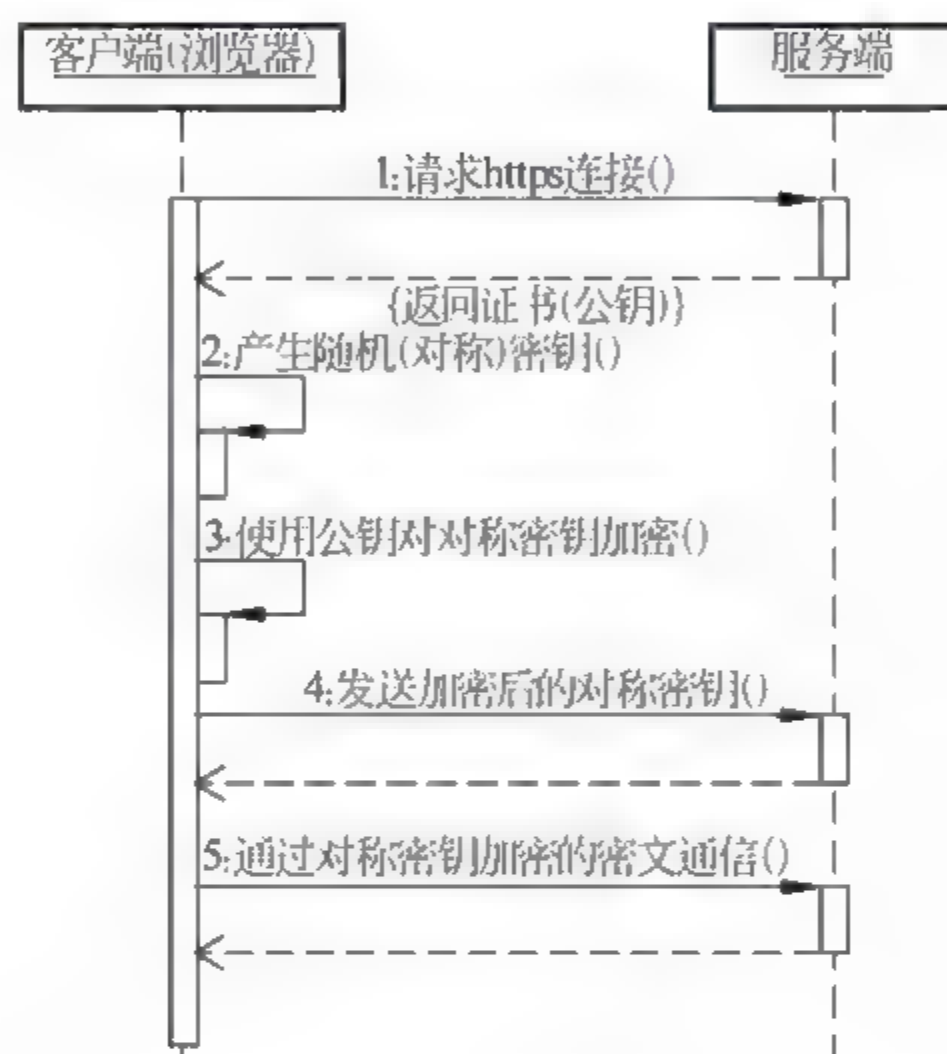 客户端(浏览器)
服务端
1:请求https连接()
{返回证书(公钥)}
2:产生随机(对称)密钥()
3:使用公钥对对称密钥加密()
4:发送加密后的对称密钥()
5:通过对称密钥加密的密文通信()